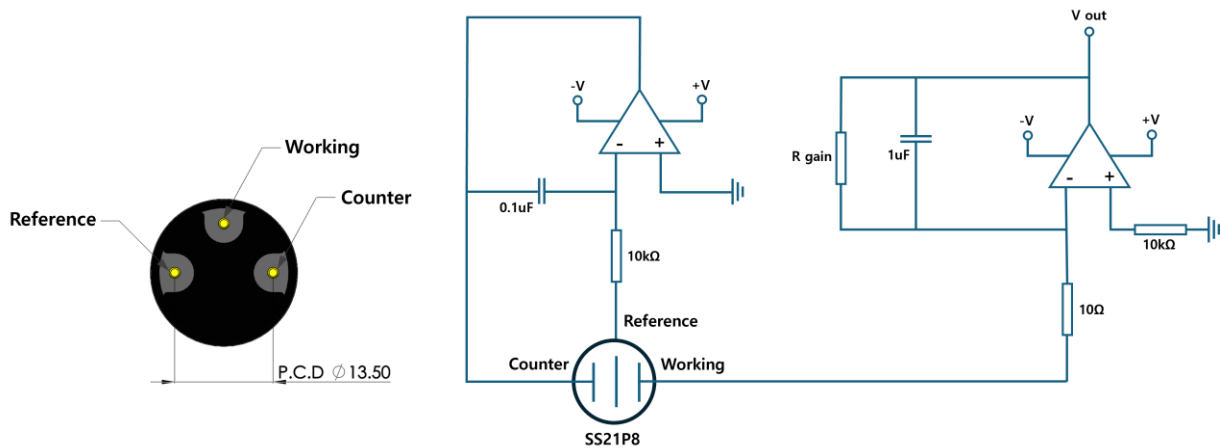 Working
Counter
Reference
P.C.D ∅ 13.50
-V
+V
-
+
0.1uF
10kΩ
Reference
Counter
Working
SS21P8
V out
R gain
1uF
-V
+V
-
+
10kΩ
10Ω